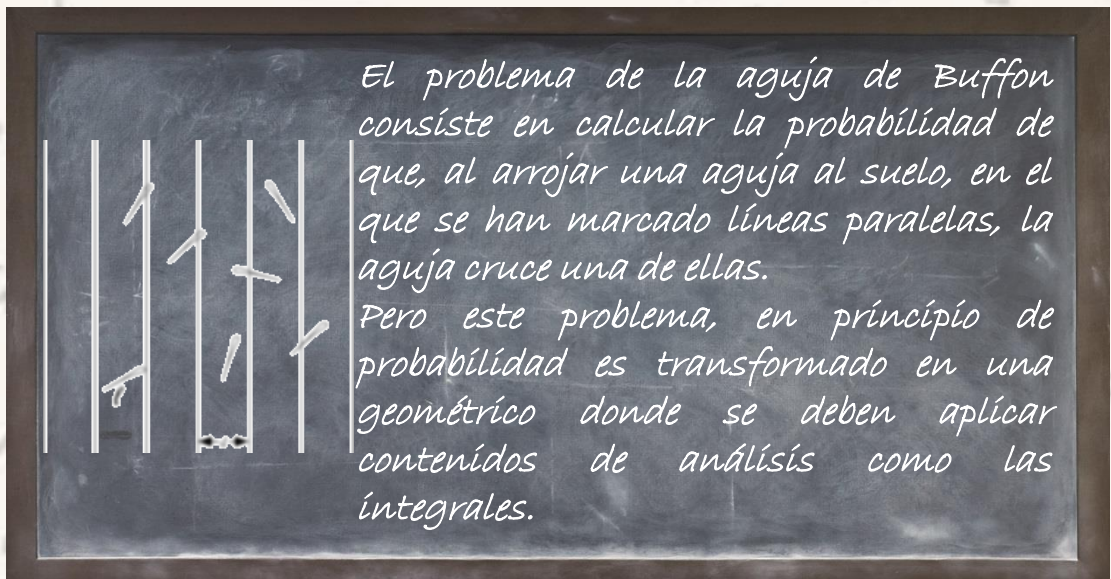 El problema de la aguja de Buffon
consiste en calcular la probabilidad de
que, al arrojar una aguja al suelo, en el
que se han marcado líneas paralelas, la
aguja cruce una de ellas.
Pero este problema, en principio de
probabilidad es transformado en una
geométrico donde se deben aplicar
contenidos de análisis como las
integrales.